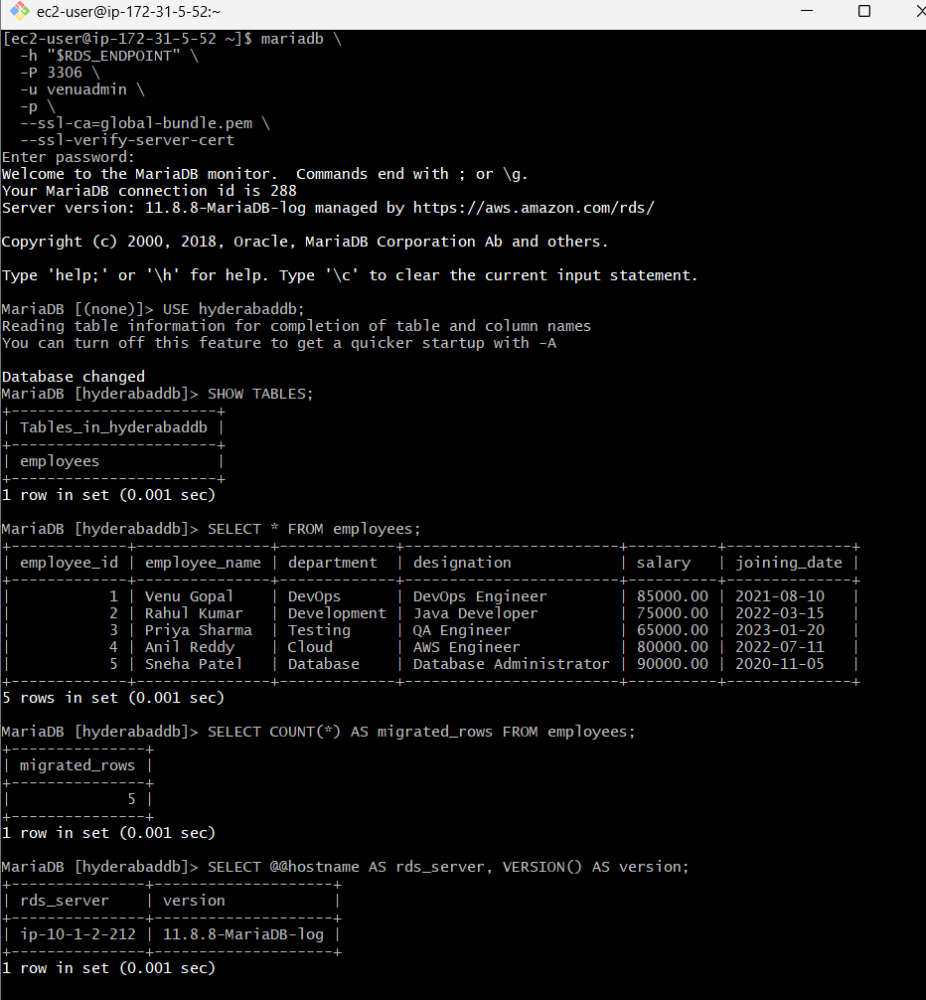 ec2-user@ip-172-31-5-52:~
[ec2-user@ip-172-31-5-52 ~]$ mariadb \
  -h "$RDS_ENDPOINT" \
  -P 3306 \
  -u venuadmin \
  -p \
  --ssl-ca=global-bundle.pem \
  --ssl-verify-server-cert
Enter password:
Welcome to the MariaDB monitor.  Commands end with ; or \g.
Your MariaDB connection id is 288
Server version: 11.8.8-MariaDB-log managed by https://aws.amazon.com/rds/

Copyright (c) 2000, 2018, Oracle, MariaDB Corporation Ab and others.

Type 'help;' or '\h' for help. Type '\c' to clear the current input statement.

MariaDB [(none)]> USE hyderabaddb;
Reading table information for completion of table and column names
You can turn off this feature to get a quicker startup with -A

Database changed
MariaDB [hyderabaddb]> SHOW TABLES;
+-----------------------+
| Tables_in_hyderabaddb |
+-----------------------+
| employees             |
+-----------------------+
1 row in set (0.001 sec)

MariaDB [hyderabaddb]> SELECT * FROM employees;
+-------------+---------------+-------------+------------------------+----------+--------------+
| employee_id | employee_name | department  | designation            | salary   | joining_date |
+-------------+---------------+-------------+------------------------+----------+--------------+
|           1 | Venu Gopal    | DevOps      | DevOps Engineer        | 85000.00 | 2021-08-10   |
|           2 | Rahul Kumar   | Development | Java Developer         | 75000.00 | 2022-03-15   |
|           3 | Priya Sharma  | Testing     | QA Engineer            | 65000.00 | 2023-01-20   |
|           4 | Anil Reddy    | Cloud       | AWS Engineer           | 80000.00 | 2022-07-11   |
|           5 | Sneha Patel   | Database    | Database Administrator | 90000.00 | 2020-11-05   |
+-------------+---------------+-------------+------------------------+----------+--------------+
5 rows in set (0.001 sec)

MariaDB [hyderabaddb]> SELECT COUNT(*) AS migrated_rows FROM employees;
+---------------+
| migrated_rows |
+---------------+
|             5 |
+---------------+
1 row in set (0.001 sec)

MariaDB [hyderabaddb]> SELECT @@hostname AS rds_server, VERSION() AS version;
+---------------+--------------------+
| rds_server    | version            |
+---------------+--------------------+
| ip-10-1-2-212 | 11.8.8-MariaDB-log |
+---------------+--------------------+
1 row in set (0.001 sec)